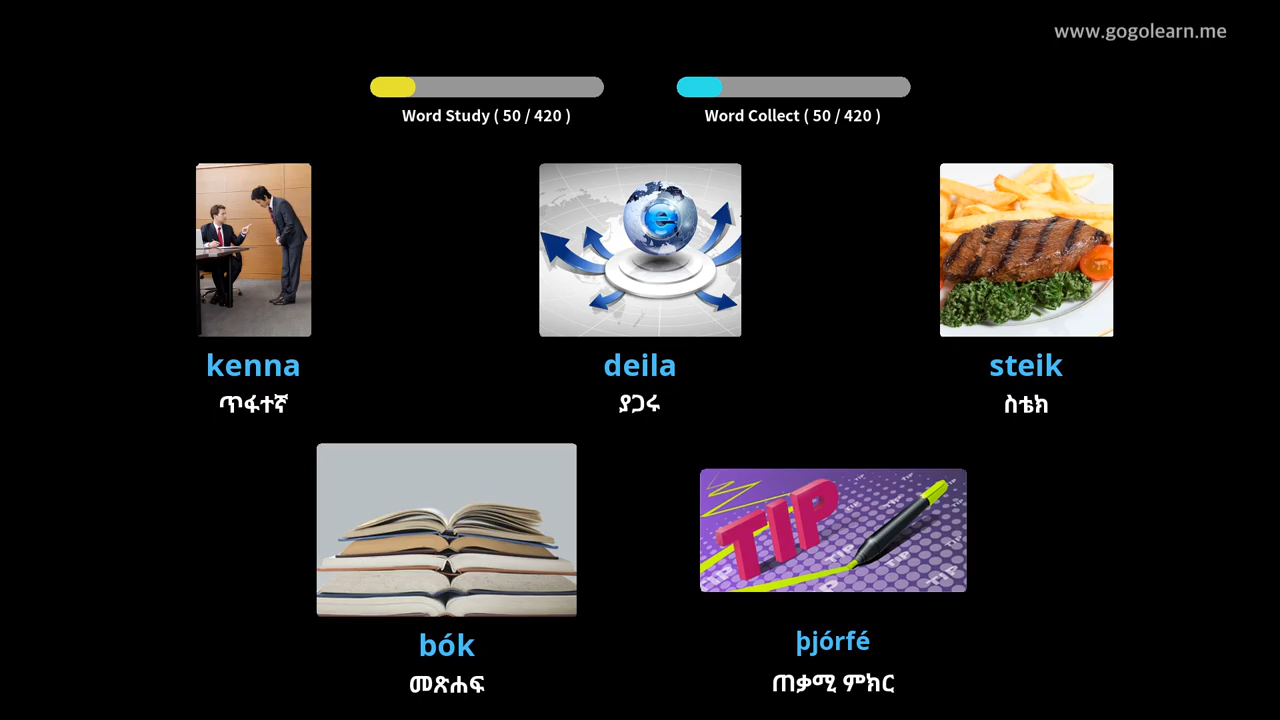 www.gogolearn.me
Word Study ( 50 / 420 )
Word Collect ( 50 / 420 )
kenna
ጥፋተኛ
deila
ያጋሩ
steik
ስቴክ
bók
መጽሐፍ
TIP
þjórfé
ጠቃሚ ምክር